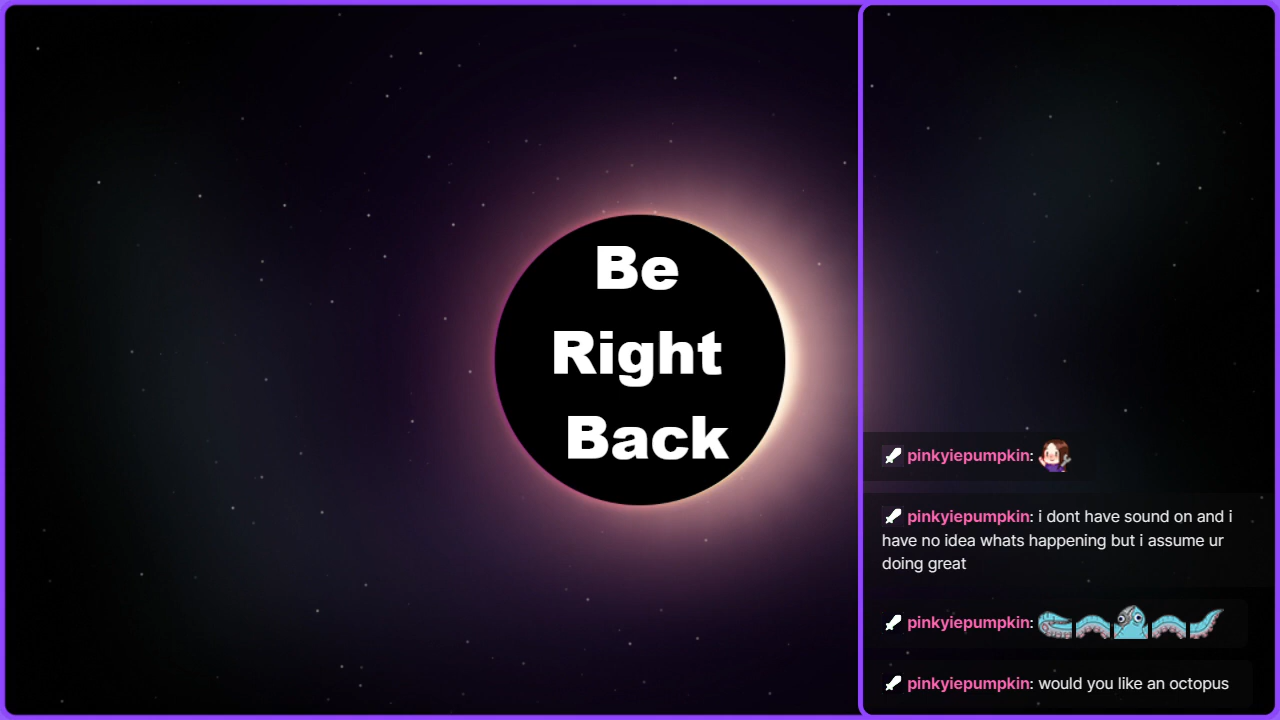 Be
Right
Back
pinkyiepumpkin:
pinkyiepumpkin: i dont have sound on and i
have no idea whats happening but i assume ur
doing great
pinkyiepumpkin:
pinkyiepumpkin: would you like an octopus